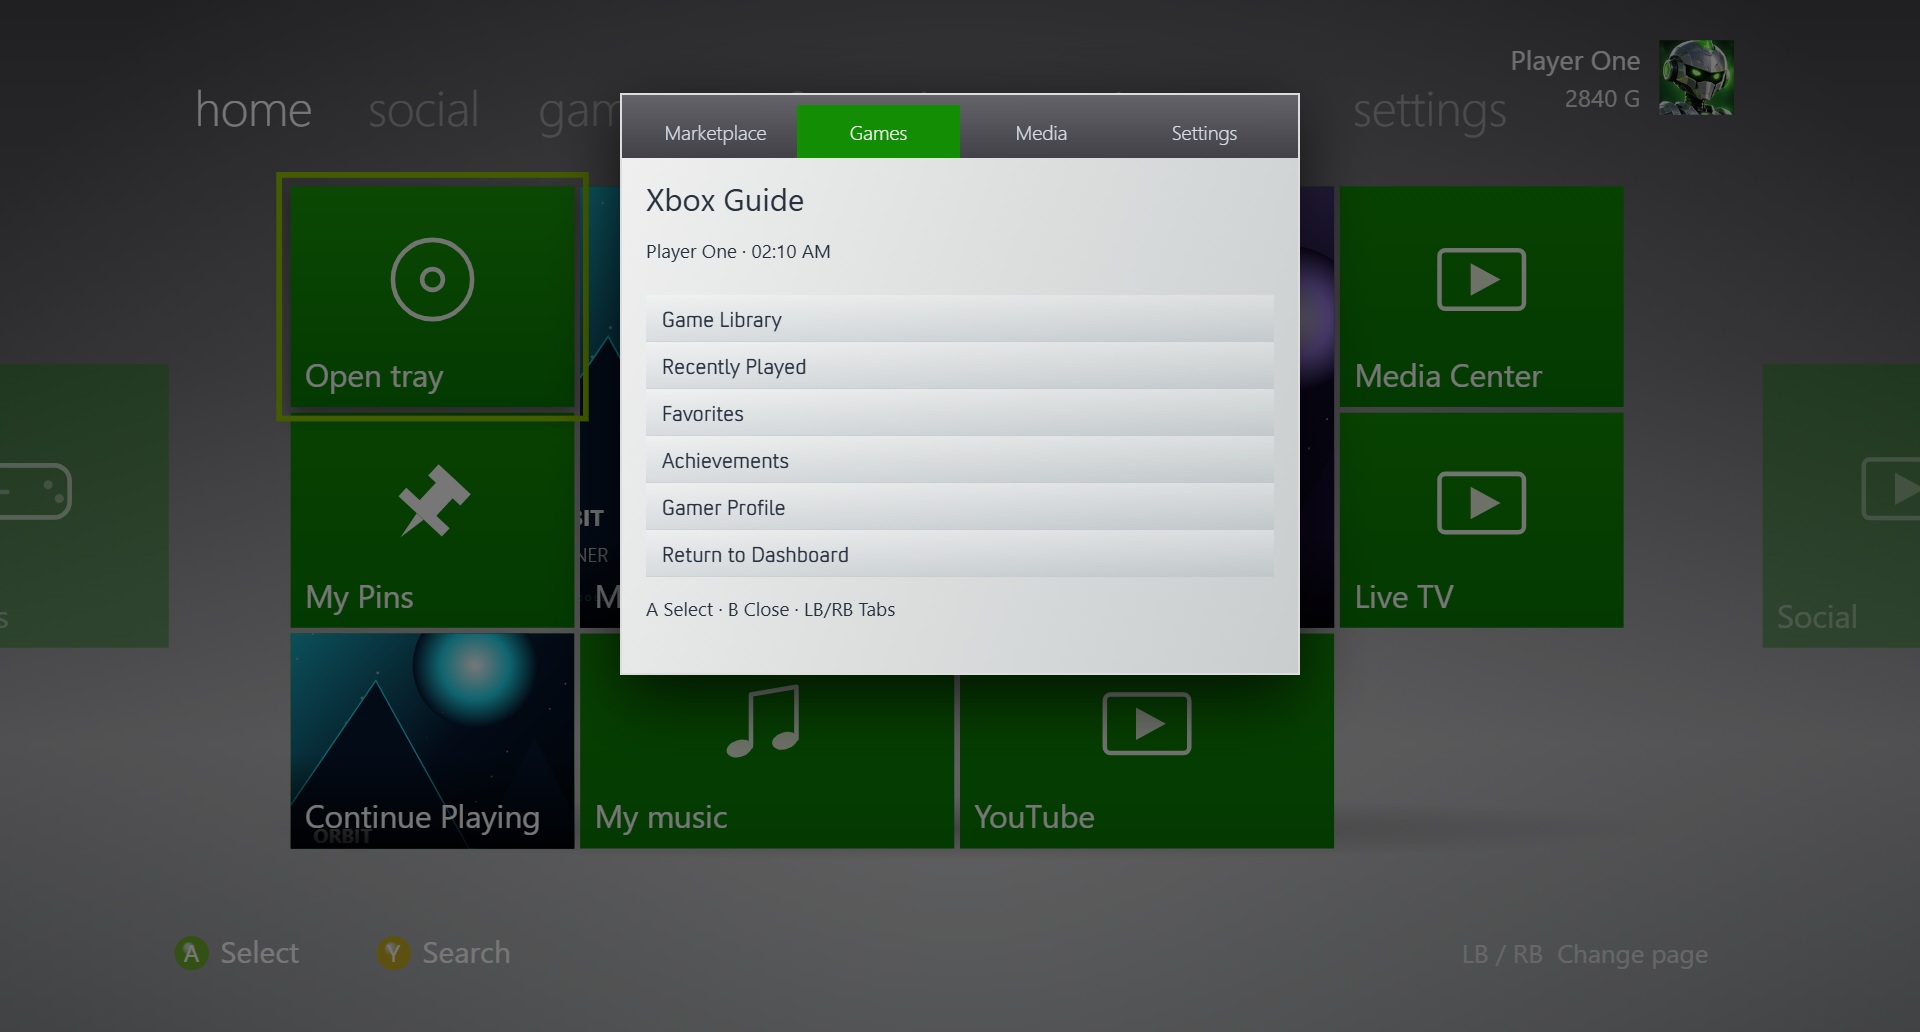 Player One
2840 G
home social gam settings
Marketplace Games Media Settings
Xbox Guide
Player One · 02:10 AM
Game Library
Recently Played
Favorites
Achievements
Gamer Profile
Return to Dashboard
A Select · B Close · LB/RB Tabs
Open tray
Media Center
BIT
NER
My Pins
M
Live TV
s
Social
Continue Playing
ORBIT
My music
YouTube
A Select
Y Search
LB / RB Change page